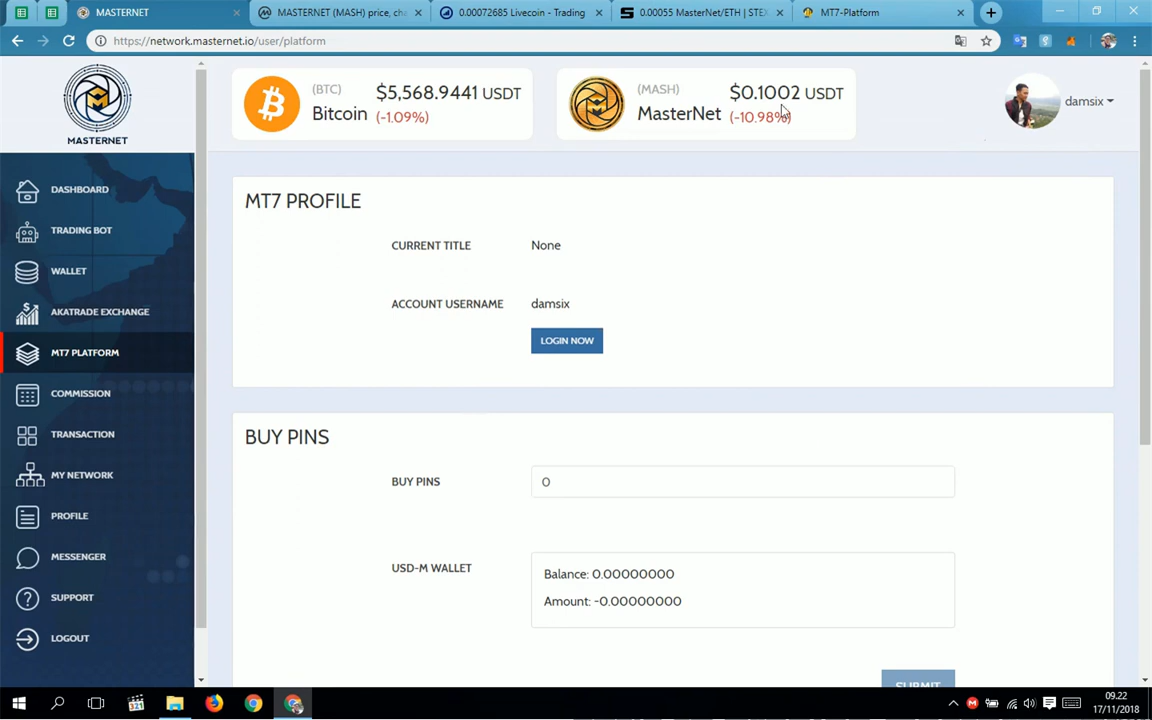 MASTERNET
MASTERNET (MASH) price, cha
0.00072685 Livecoin - Trading
0.00055 MasterNet/ETH | STEX
MT7-Platform
https://network.masternet.io/user/platform
MASTERNET
(BTC)
Bitcoin
$5,568.9441 USDT
(-1.09%)
(MASH)
MasterNet
$0.1002 USDT
(-10.98%)
damsix
DASHBOARD
TRADING BOT
WALLET
AKATRADE EXCHANGE
MT7 PLATFORM
COMMISSION
TRANSACTION
MY NETWORK
PROFILE
MESSENGER
SUPPORT
LOGOUT
MT7 PROFILE
CURRENT TITLE None
ACCOUNT USERNAME damsix
LOGIN NOW
BUY PINS
BUY PINS 0
USD-M WALLET
Balance: 0.00000000
Amount: -0.00000000
SUBMIT
09.22
17/11/2018